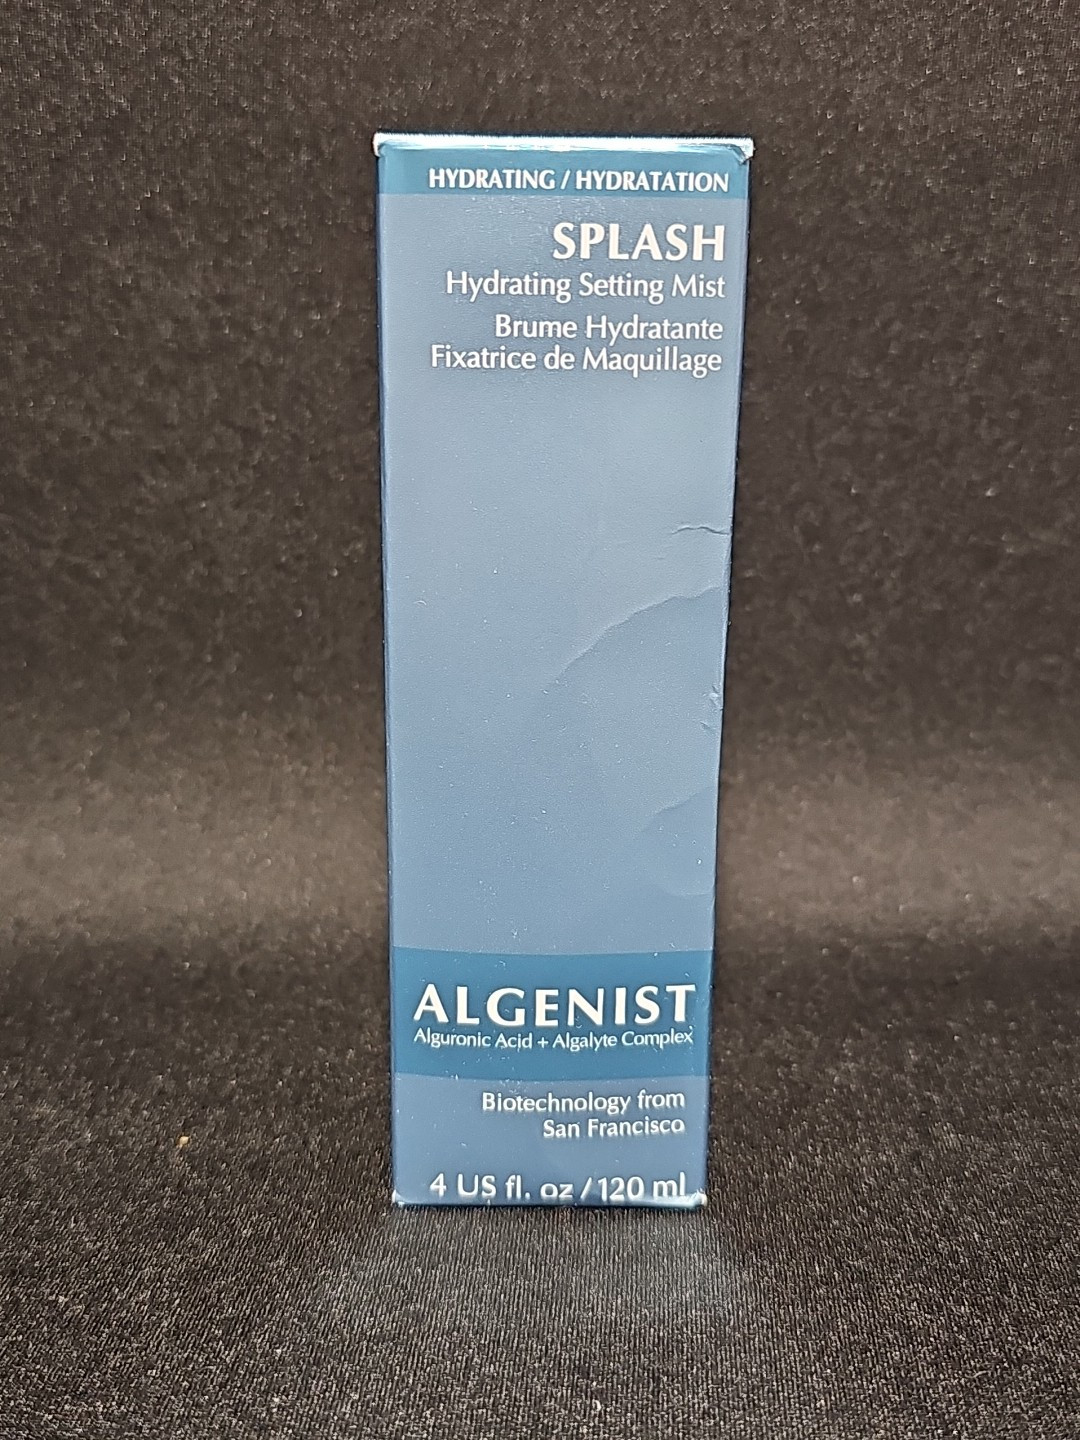 HYDRATING / HYDRATATION
SPLASH
Hydrating Setting Mist
Brume Hydratante
Fixatrice de Maquillage
ALGENIST
Alguronic Acid + Algalyte Complex
Biotechnology from
San Francisco
4 US fl. oz / 120 ml